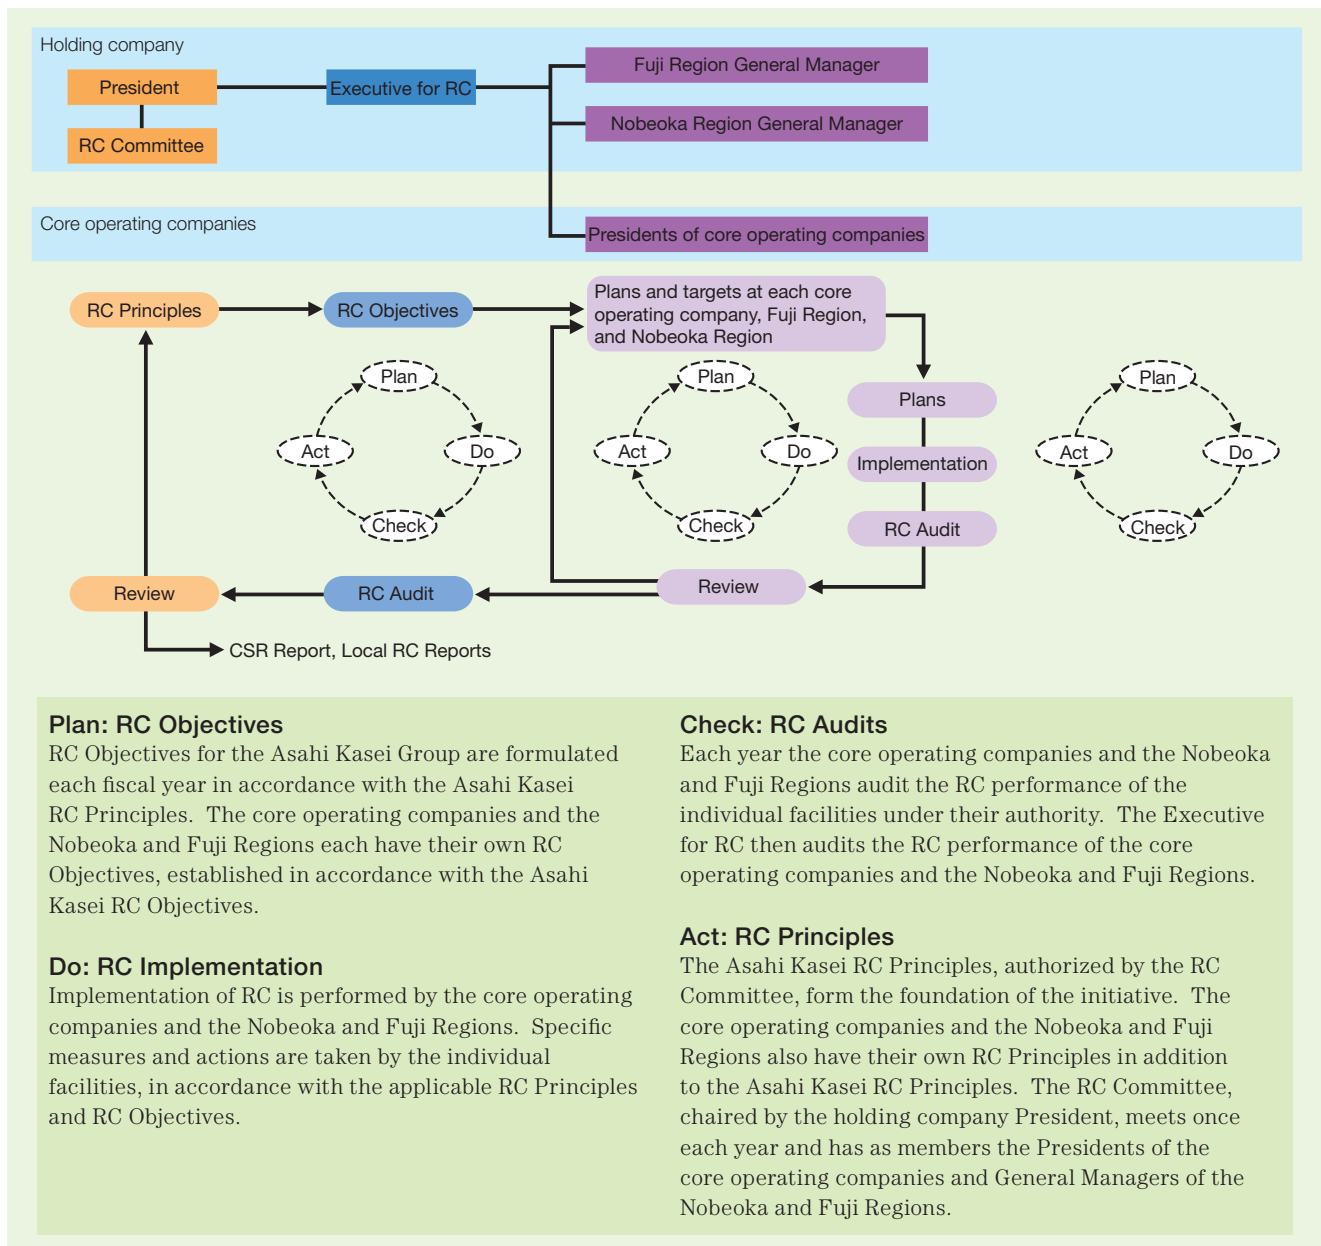 Holding company
President
Executive for RC
Fuji Region General Manager
Nobeoka Region General Manager
RC Committee
Core operating companies
Presidents of core operating companies
RC Principles
RC Objectives
Plans and targets at each core
operating company, Fuji Region,
and Nobeoka Region
Plan
Do
Check
Act
Plan
Do
Check
Act
Plans
Implementation
RC Audit
Plan
Do
Check
Act
Review
RC Audit
Review
CSR Report, Local RC Reports
Plan: RC Objectives
RC Objectives for the Asahi Kasei Group are formulated
each fiscal year in accordance with the Asahi Kasei
RC Principles.  The core operating companies and the
Nobeoka and Fuji Regions each have their own RC
Objectives, established in accordance with the Asahi
Kasei RC Objectives.
Do: RC Implementation
Implementation of RC is performed by the core operating
companies and the Nobeoka and Fuji Regions.  Specific
measures and actions are taken by the individual
facilities, in accordance with the applicable RC Principles
and RC Objectives.
Check: RC Audits
Each year the core operating companies and the Nobeoka
and Fuji Regions audit the RC performance of the
individual facilities under their authority.  The Executive
for RC then audits the RC performance of the core
operating companies and the Nobeoka and Fuji Regions.
Act: RC Principles
The Asahi Kasei RC Principles, authorized by the RC
Committee, form the foundation of the initiative.  The
core operating companies and the Nobeoka and Fuji
Regions also have their own RC Principles in addition
to the Asahi Kasei RC Principles.  The RC Committee,
chaired by the holding company President, meets once
each year and has as members the Presidents of the
core operating companies and General Managers of the
Nobeoka and Fuji Regions.